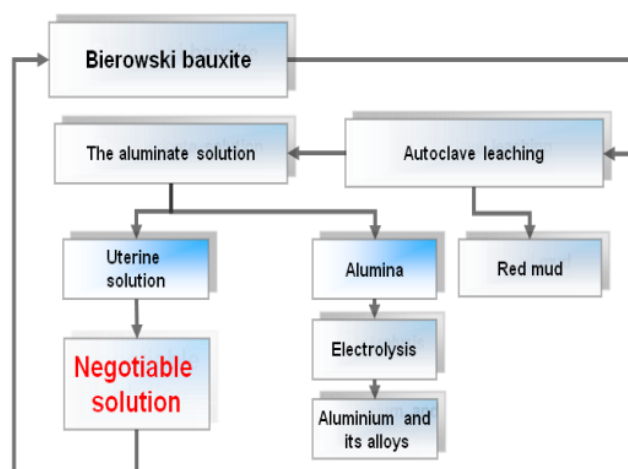 Bierowski bauxite
The aluminate solution
Autoclave leaching
Uterine
solution
Alumina
Red mud
Negotiable
solution
Electrolysis
Aluminium and
its alloys